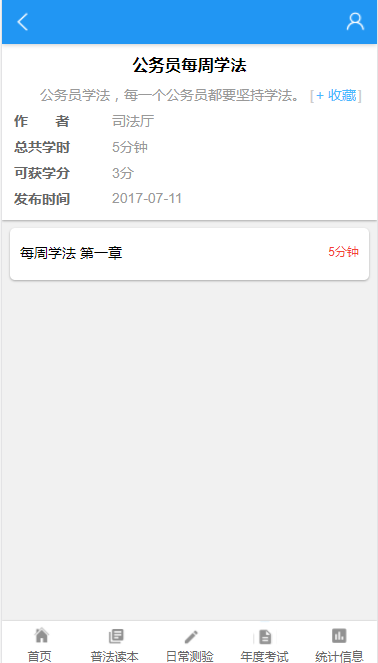 公务员每周学法
公务员学法，每一个公务员都要坚持学法。 [+ 收藏]
作 者 司法厅
总共学时 5分钟
可获学分 3分
发布时间 2017-07-11
每周学法 第一章 5分钟
首页 普法读本 日常测验 年度考试 统计信息